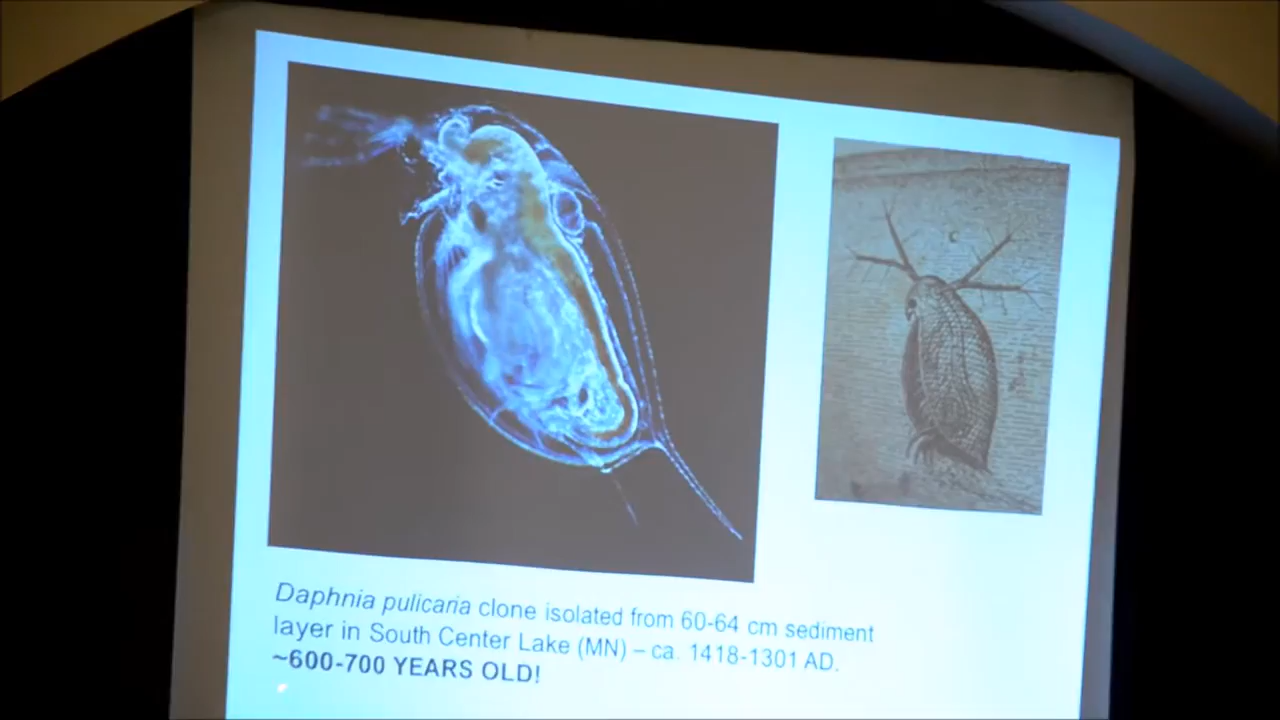 Daphnia pulicaria clone isolated from 60-64 cm sediment
layer in South Center Lake (MN) – ca. 1418-1301 AD.
~600-700 YEARS OLD!